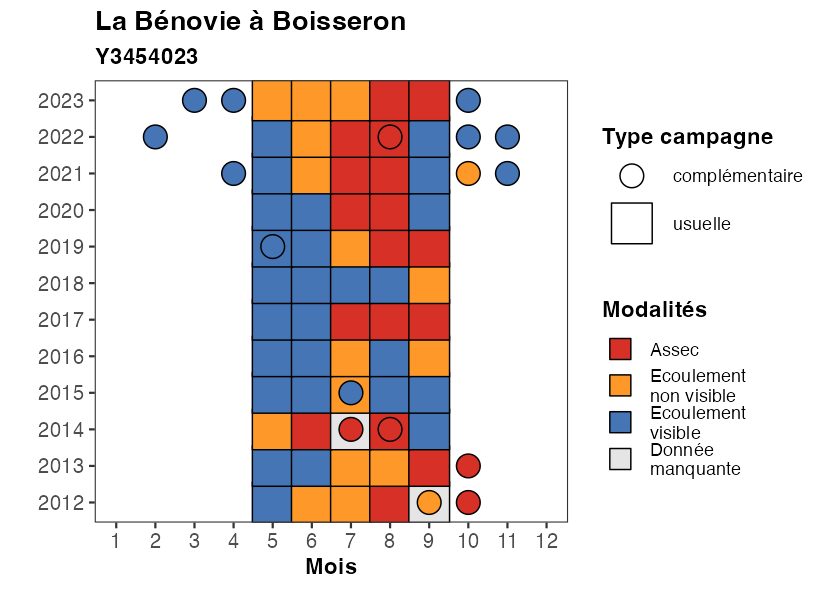 La Bénovie à Boisseron
Y3454023
2023
2022
2021
2020
2019
2018
2017
2016
2015
2014
2013
2012
1 2 3 4 5 6 7 8 9 10 11 12
Mois
Type campagne
complémentaire
usuelle
Modalités
Assec
Ecoulement
non visible
Ecoulement
visible
Donnée
manquante